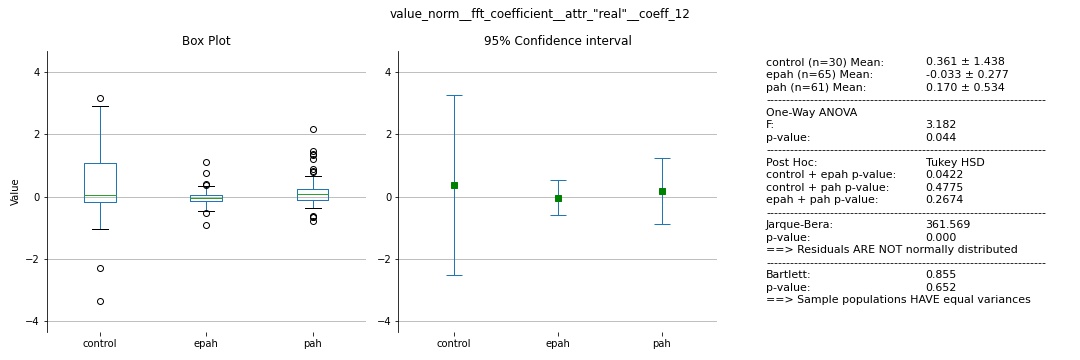 value_norm__fft_coefficient__attr_"real"__coeff_12
Box Plot
95% Confidence interval
Value
4
2
0
−2
−4
control
epah
pah
4
2
0
−2
−4
control
epah
pah
control (n=30) Mean: 0.361 ± 1.438
epah (n=65) Mean: -0.033 ± 0.277
pah (n=61) Mean: 0.170 ± 0.534
One-Way ANOVA
F: 3.182
p-value: 0.044
Post Hoc: Tukey HSD
control + epah p-value: 0.0422
control + pah p-value: 0.4775
epah + pah p-value: 0.2674
Jarque-Bera: 361.569
p-value: 0.000
==> Residuals ARE NOT normally distributed
Bartlett: 0.855
p-value: 0.652
==> Sample populations HAVE equal variances